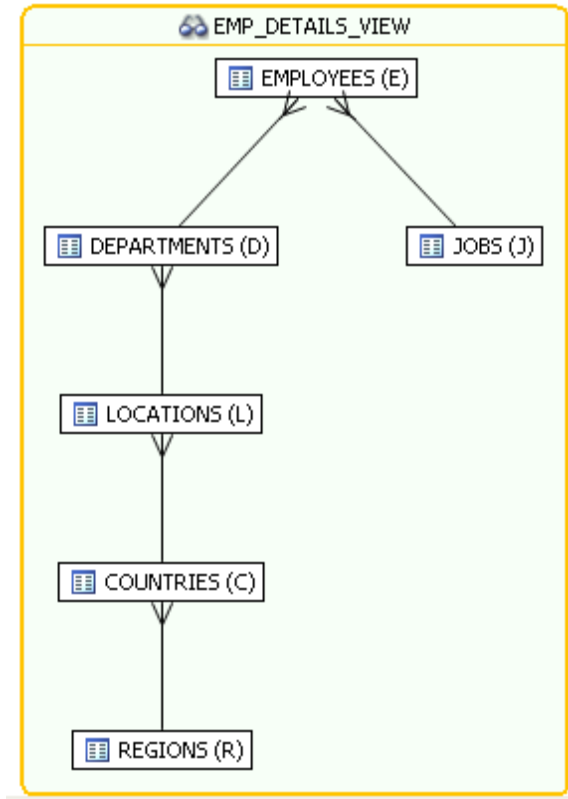 EMP_DETAILS_VIEW
EMPLOYEES (E)
DEPARTMENTS (D)
JOBS (J)
LOCATIONS (L)
COUNTRIES (C)
REGIONS (R)